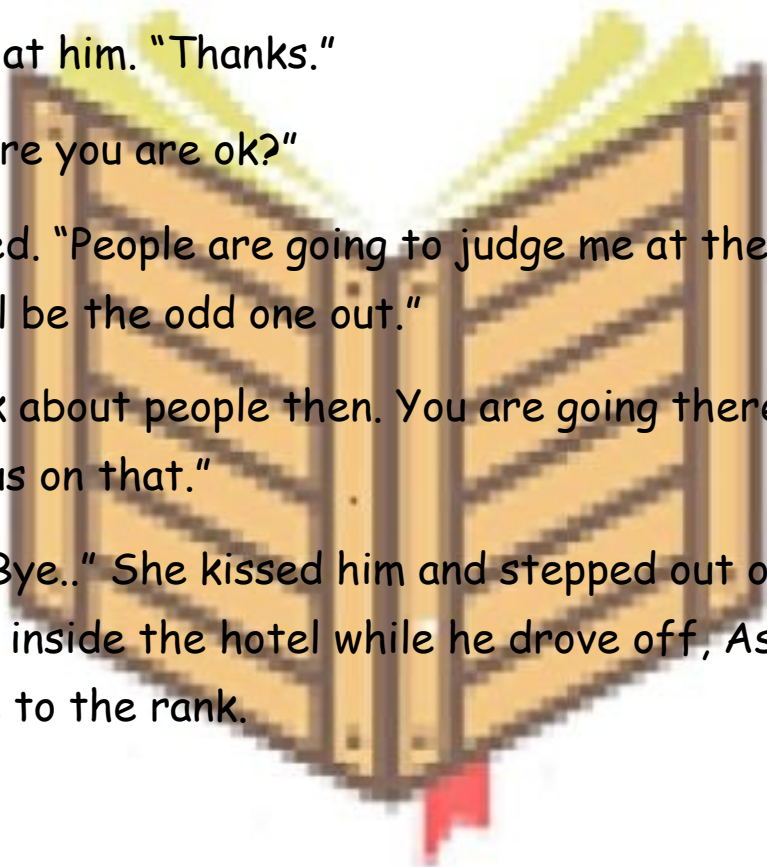 at him. “Thanks.”
re you are ok?”
ed. “People are going to judge me at the
l be the odd one out.”
k about people then. You are going there
us on that.”
Bye..” She kissed him and stepped out o
inside the hotel while he drove off, As
to the rank.